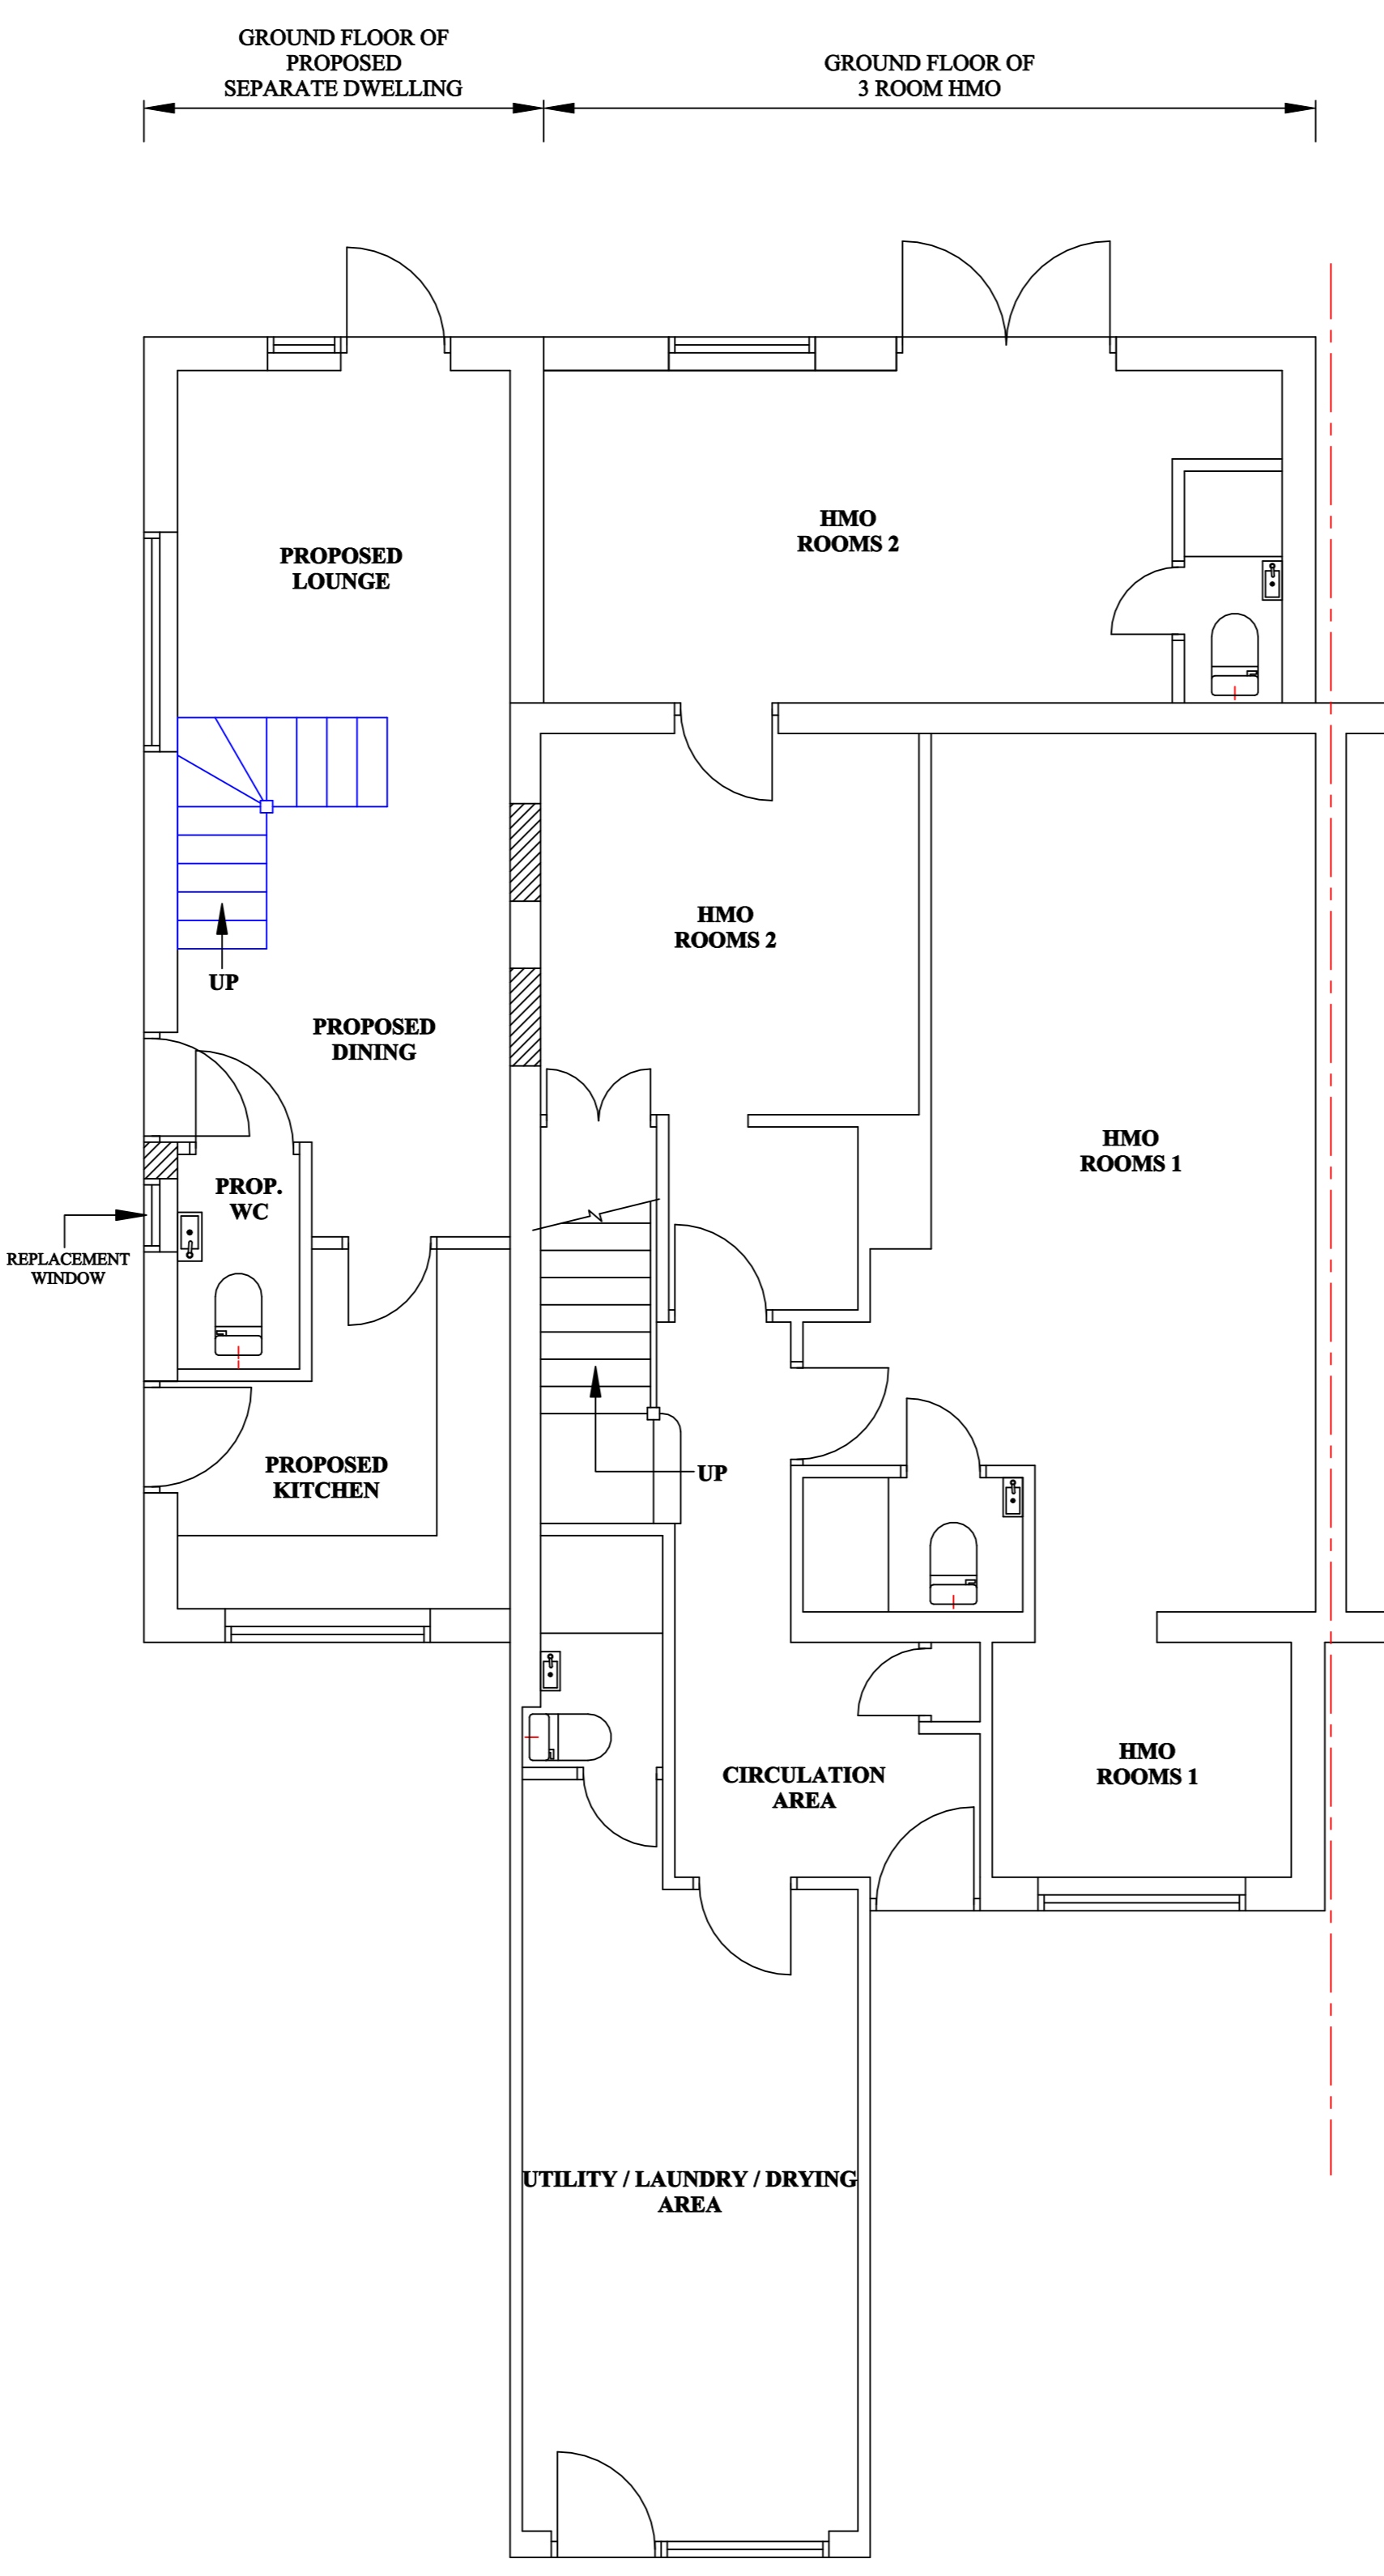 GROUND FLOOR OF
PROPOSED
SEPARATE DWELLING
GROUND FLOOR OF
3 ROOM HMO
HMO
ROOMS 2
PROPOSED
LOUNGE
HMO
ROOMS 2
UP
PROPOSED
DINING
HMO
ROOMS 1
PROP.
WC
REPLACEMENT
WINDOW
PROPOSED
KITCHEN
UP
HMO
ROOMS 1
CIRCULATION
AREA
UTILITY / LAUNDRY / DRYING
AREA